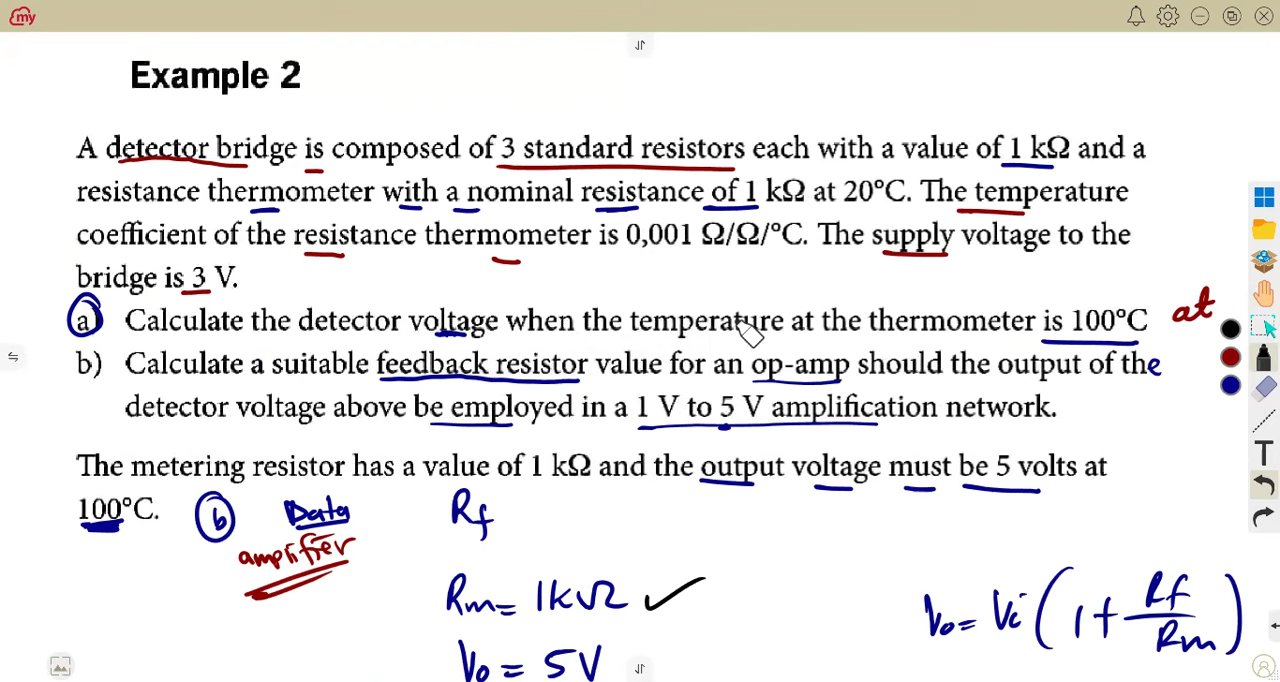 my
Example 2
A detector bridge is composed of 3 standard resistors each with a value of 1 kΩ and a
resistance thermometer with a nominal resistance of 1 kΩ at 20°C. The temperature
coefficient of the resistance thermometer is 0,001 Ω/Ω/°C. The supply voltage to the
bridge is 3 V.
a) Calculate the detector voltage when the temperature at the thermometer is 100°C at
b) Calculate a suitable feedback resistor value for an op-amp should the output of the
detector voltage above be employed in a 1 V to 5 V amplification network.
The metering resistor has a value of 1 kΩ and the output voltage must be 5 volts at
100°C.
b Data Rf
amplifier
Rm = 1kΩ ✓
Vo = Vi (1 + Rf/Rm)
Vo = 5V
T